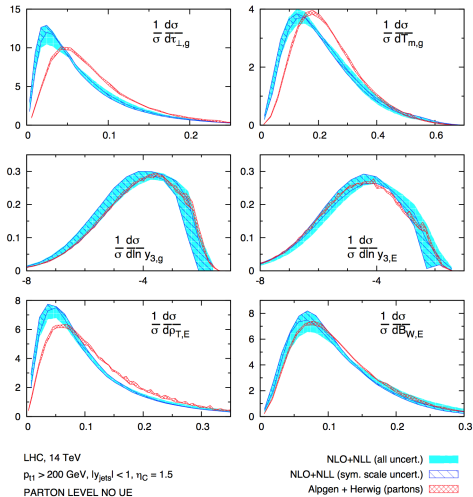 1 dσ
σ dτ⊥,g
15
10
5
0
0 0.1 0.2
1 dσ
σ dTm,g
4
2
0
0 0.2 0.4 0.6
0.3
0.2
0.1
0
-8 -4
1 dσ
σ dln y3,g
0.3
0.2
0.1
0
-8 -4
1 dσ
σ dln y3,E
8
6
4
2
0
0 0.1 0.2 0.3
1 dσ
σ dρT,E
8
6
4
2
0
0 0.1 0.2 0.3
1 dσ
σ dBW,E
LHC, 14 TeV
pt1 > 200 GeV, |yjets| < 1, ηC = 1.5
PARTON LEVEL NO UE
NLO+NLL (all uncert.)
NLO+NLL (sym. scale uncert.)
Alpgen + Herwig (partons)